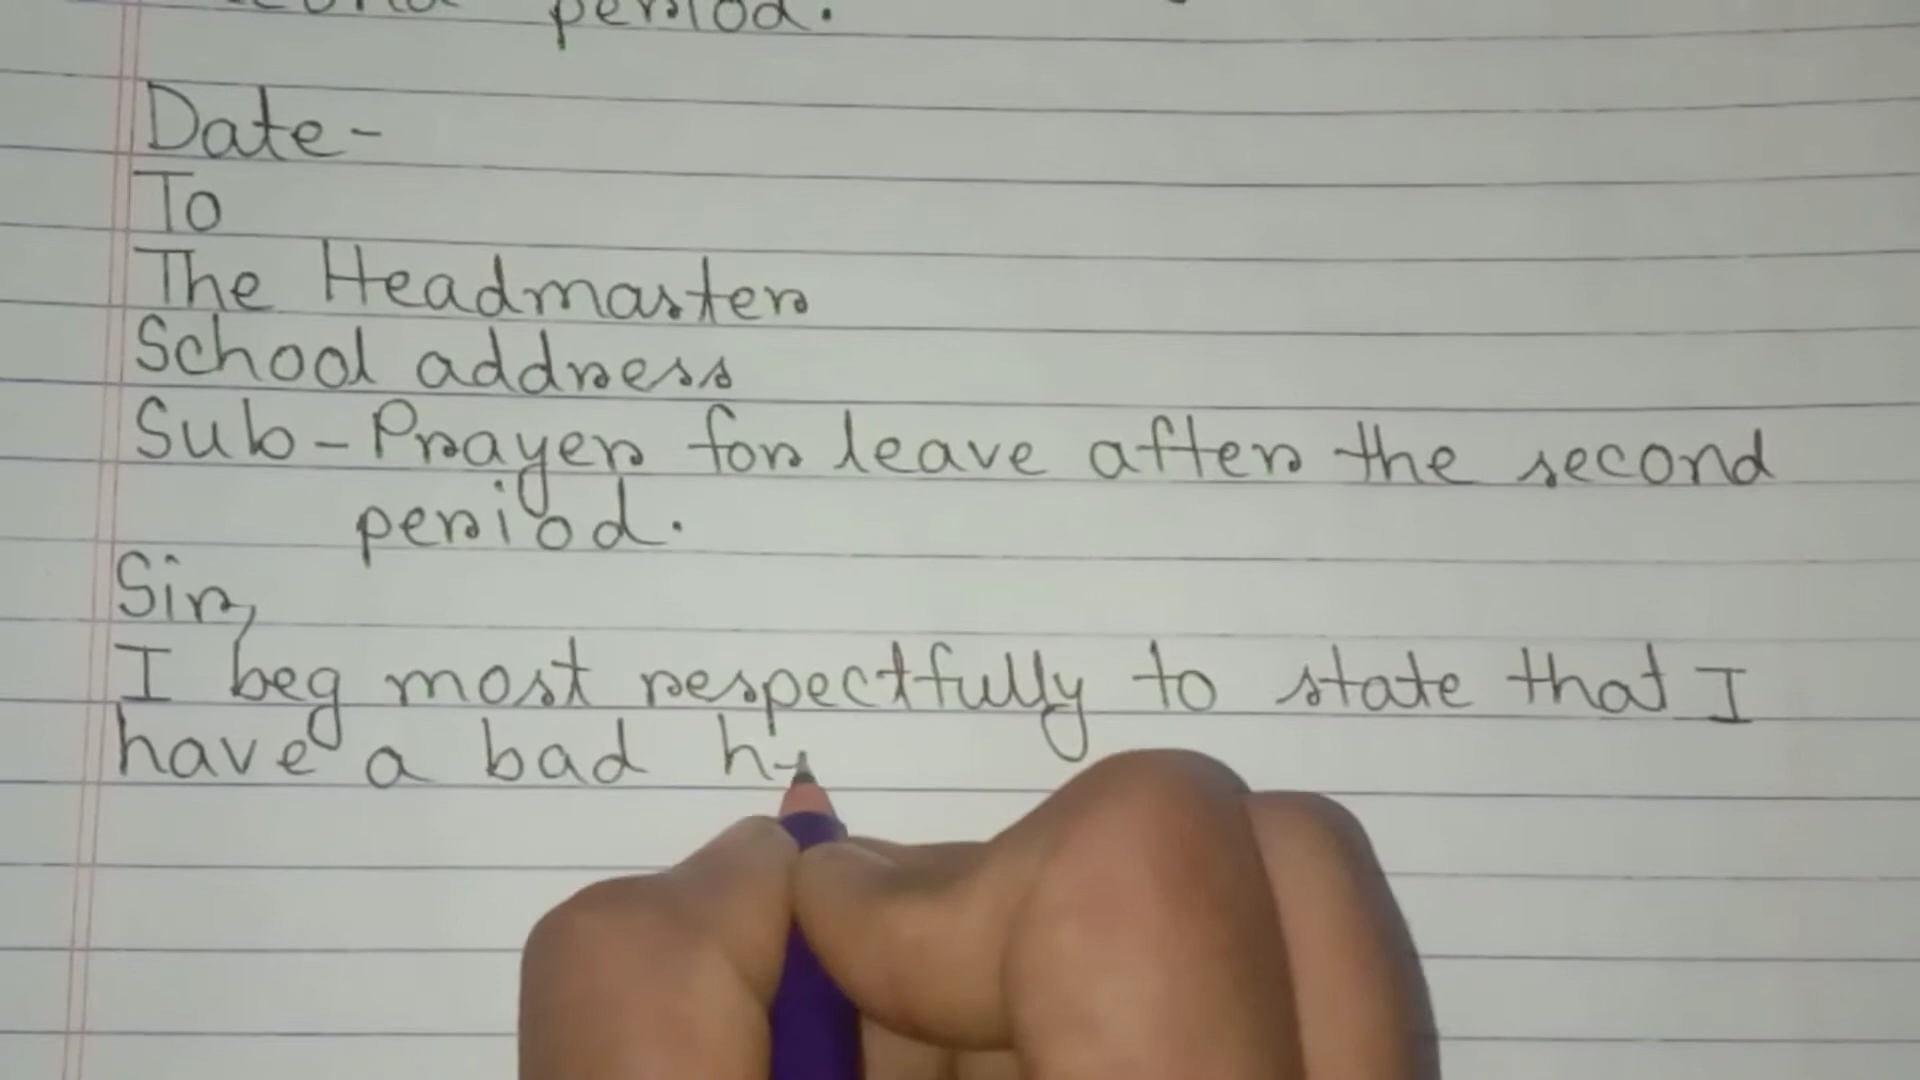 period.
Date-
To
The Headmaster
School address
Sub-Prayer for leave after the second
period.
Sir,
I beg most respectfully to state that I
have a bad h